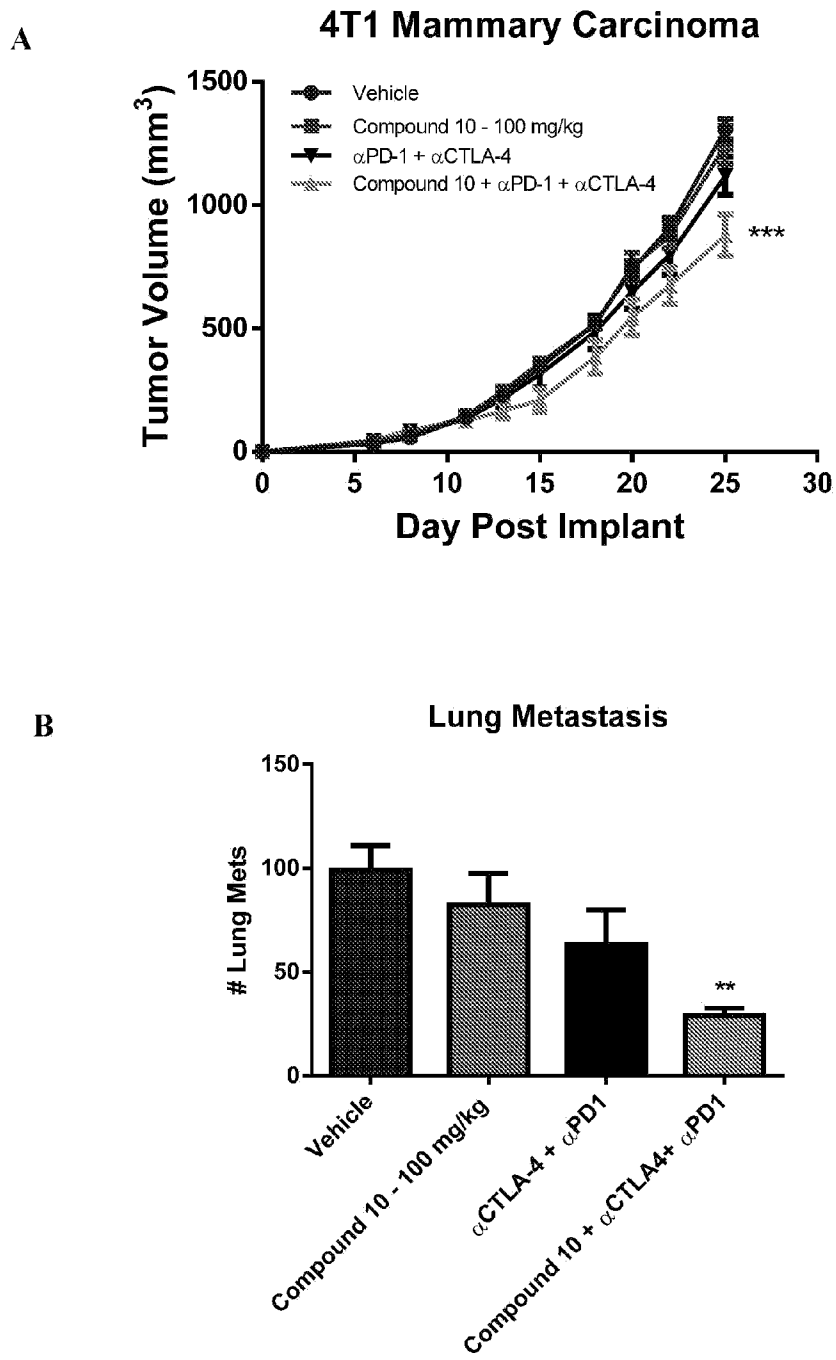 A
4T1 Mammary Carcinoma
Tumor Volume (mm³)
1500
1000
500
0
Vehicle
Compound 10 - 100 mg/kg
αPD-1 + αCTLA-4
Compound 10 + αPD-1 + αCTLA-4
***
0 5 10 15 20 25 30
Day Post Implant
B
Lung Metastasis
# Lung Mets
150
100
50
0
**
Vehicle
Compound 10 - 100 mg/kg
αCTLA-4 + αPD1
Compound 10 + αCTLA4+ αPD1